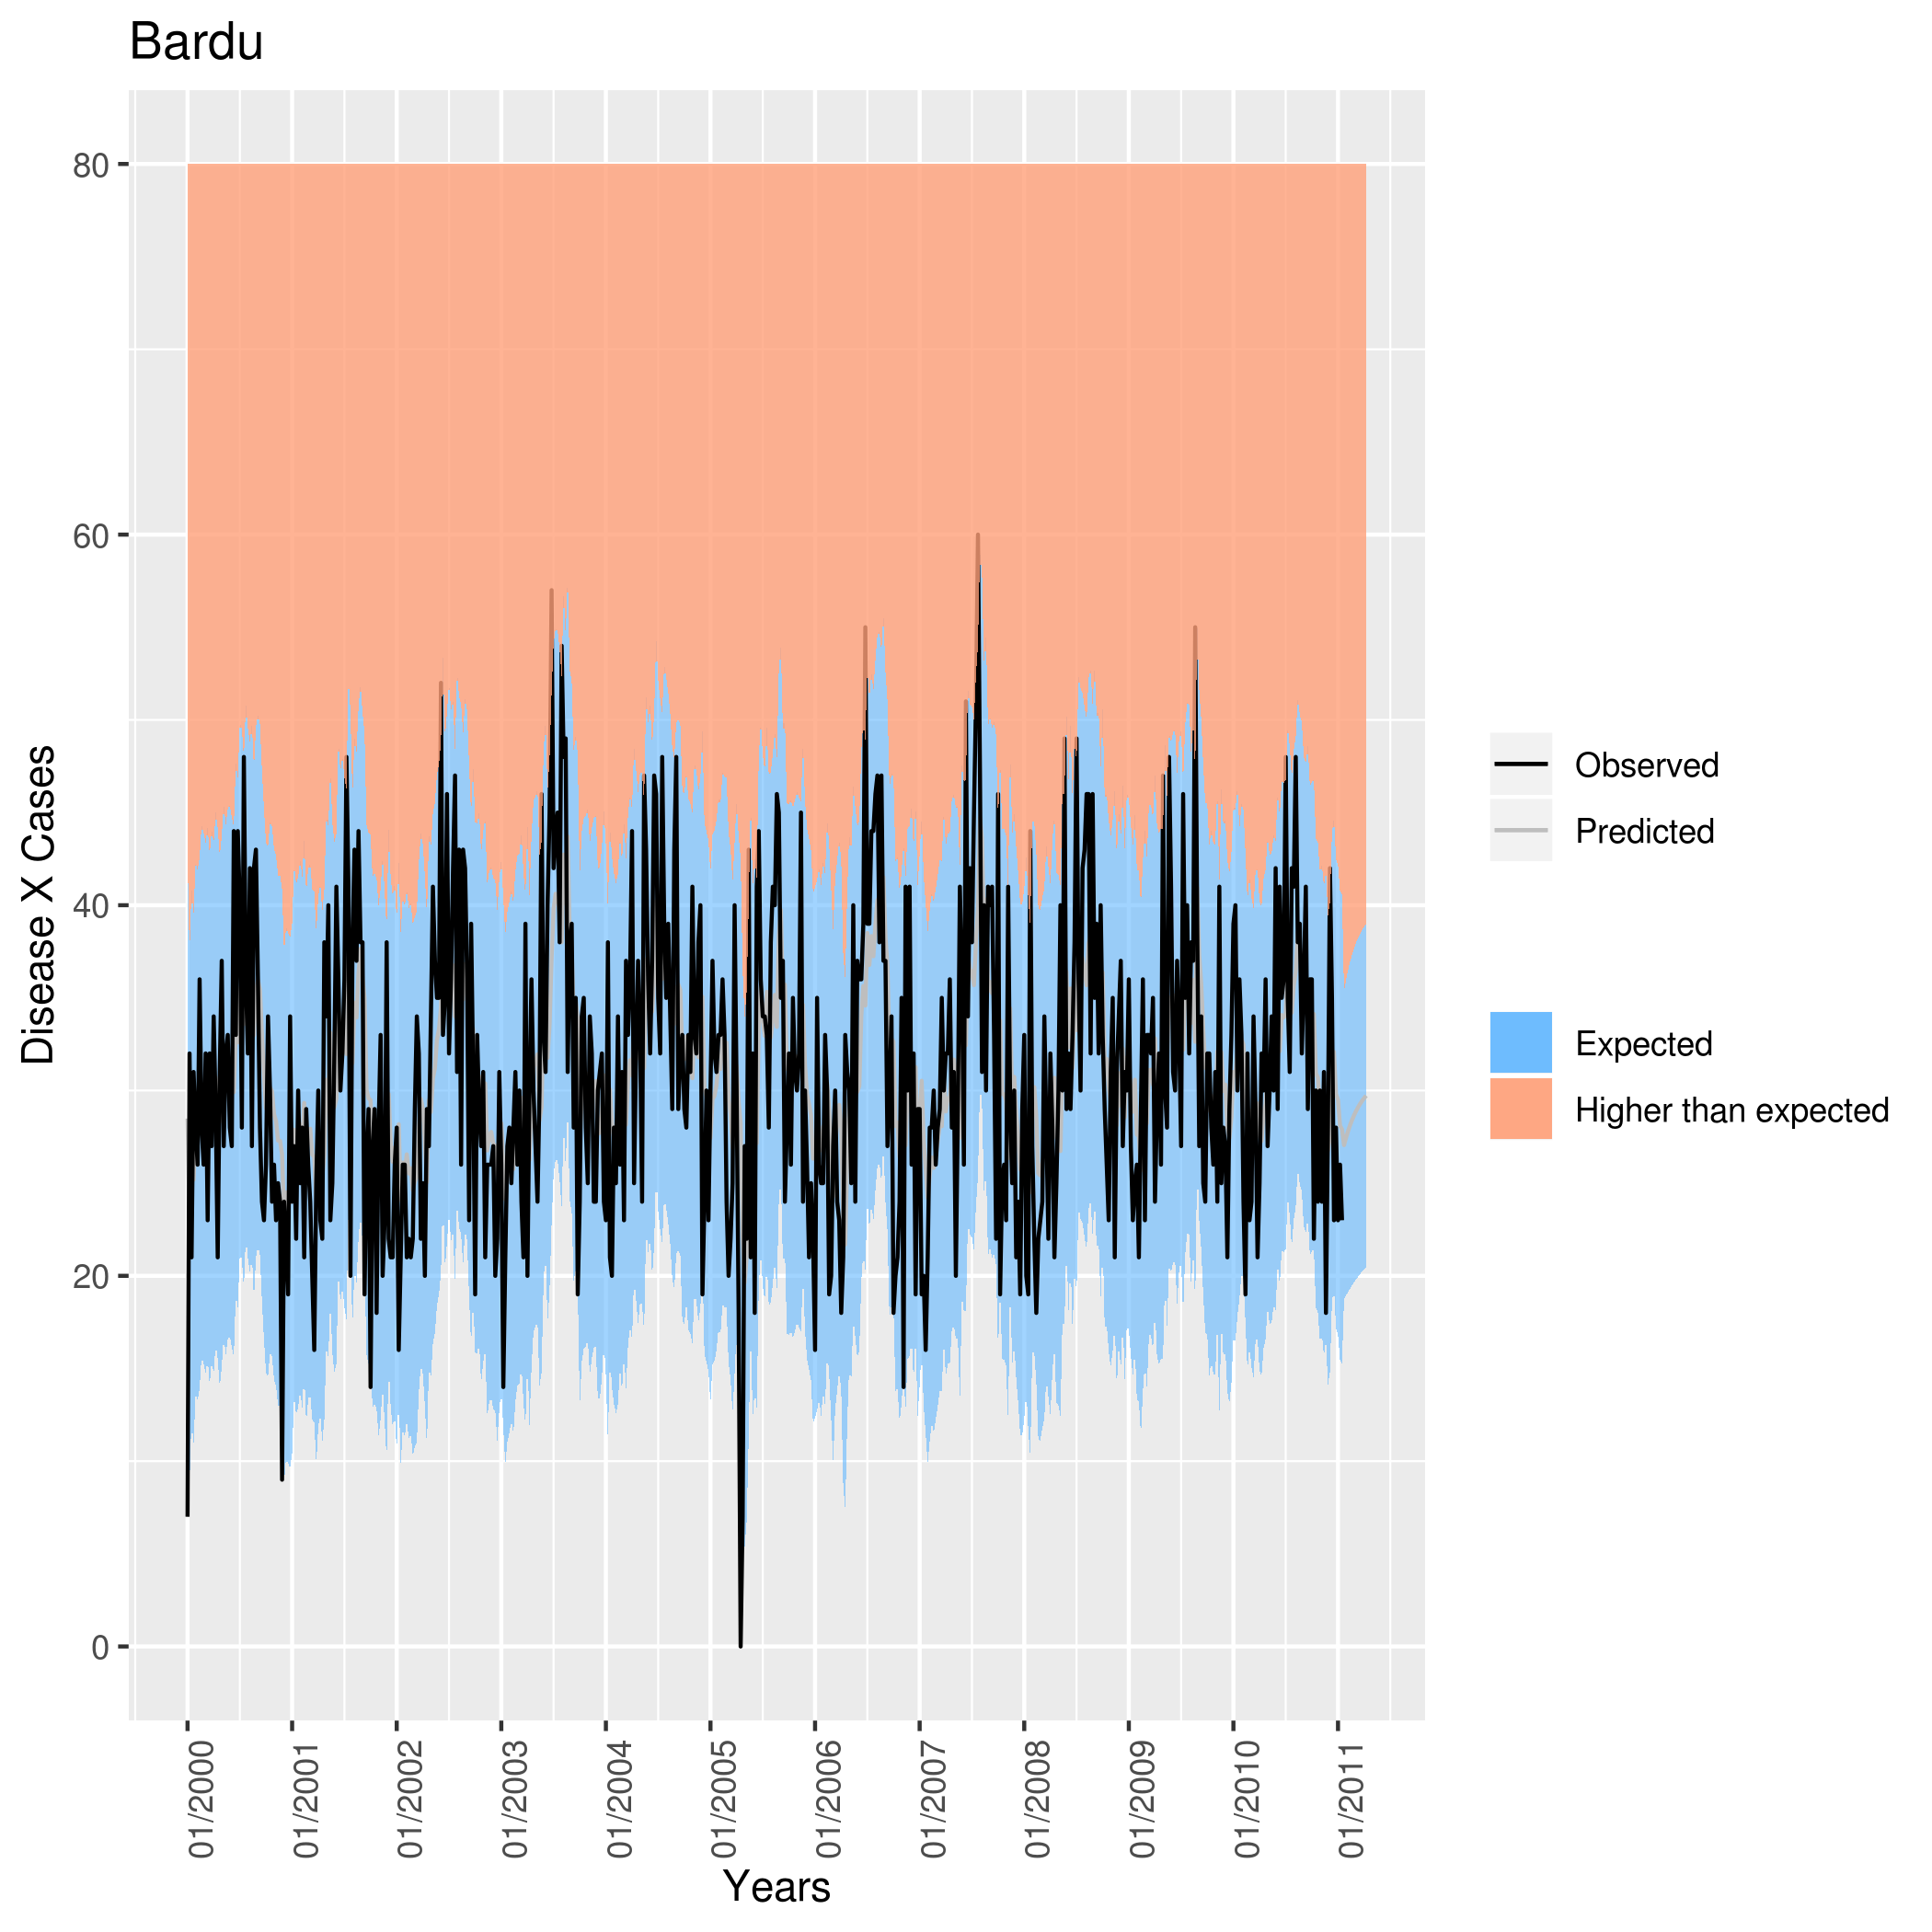 Bardu
80
60
40
20
0
Disease X Cases
01/2000
01/2001
01/2002
01/2003
01/2004
01/2005
01/2006
01/2007
01/2008
01/2009
01/2010
01/2011
Years
Observed
Predicted
Expected
Higher than expected